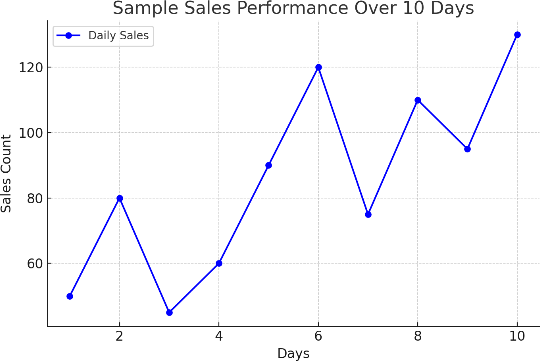 Sample Sales Performance Over 10 Days
Daily Sales
120
100
80
60
Sales Count
2 4 6 8 10
Days